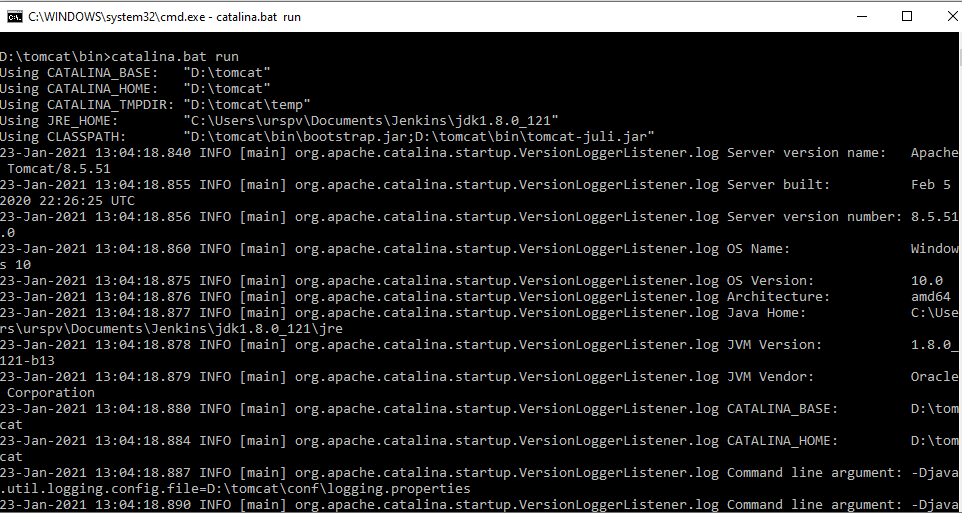 C:\WINDOWS\system32\cmd.exe - catalina.bat run
D:\tomcat\bin>catalina.bat run
Using CATALINA_BASE:   "D:\tomcat"
Using CATALINA_HOME:   "D:\tomcat"
Using CATALINA_TMPDIR: "D:\tomcat\temp"
Using JRE_HOME:        "C:\Users\urspv\Documents\Jenkins\jdk1.8.0_121"
Using CLASSPATH:       "D:\tomcat\bin\bootstrap.jar;D:\tomcat\bin\tomcat-juli.jar"
23-Jan-2021 13:04:18.840 INFO [main] org.apache.catalina.startup.VersionLoggerListener.log Server version name:   Apache
 Tomcat/8.5.51
23-Jan-2021 13:04:18.855 INFO [main] org.apache.catalina.startup.VersionLoggerListener.log Server built:          Feb 5
2020 22:26:25 UTC
23-Jan-2021 13:04:18.856 INFO [main] org.apache.catalina.startup.VersionLoggerListener.log Server version number: 8.5.51
.0
23-Jan-2021 13:04:18.860 INFO [main] org.apache.catalina.startup.VersionLoggerListener.log OS Name:               Window
s 10
23-Jan-2021 13:04:18.875 INFO [main] org.apache.catalina.startup.VersionLoggerListener.log OS Version:            10.0
23-Jan-2021 13:04:18.876 INFO [main] org.apache.catalina.startup.VersionLoggerListener.log Architecture:          amd64
23-Jan-2021 13:04:18.877 INFO [main] org.apache.catalina.startup.VersionLoggerListener.log Java Home:             C:\Use
rs\urspv\Documents\Jenkins\jdk1.8.0_121\jre
23-Jan-2021 13:04:18.878 INFO [main] org.apache.catalina.startup.VersionLoggerListener.log JVM Version:           1.8.0_
121-b13
23-Jan-2021 13:04:18.879 INFO [main] org.apache.catalina.startup.VersionLoggerListener.log JVM Vendor:            Oracle
 Corporation
23-Jan-2021 13:04:18.880 INFO [main] org.apache.catalina.startup.VersionLoggerListener.log CATALINA_BASE:         D:\tom
cat
23-Jan-2021 13:04:18.884 INFO [main] org.apache.catalina.startup.VersionLoggerListener.log CATALINA_HOME:         D:\tom
cat
23-Jan-2021 13:04:18.887 INFO [main] org.apache.catalina.startup.VersionLoggerListener.log Command line argument: -Djava
.util.logging.config.file=D:\tomcat\conf\logging.properties
23-Jan-2021 13:04:18.890 INFO [main] org.apache.catalina.startup.VersionLoggerListener.log Command line argument: -Djava